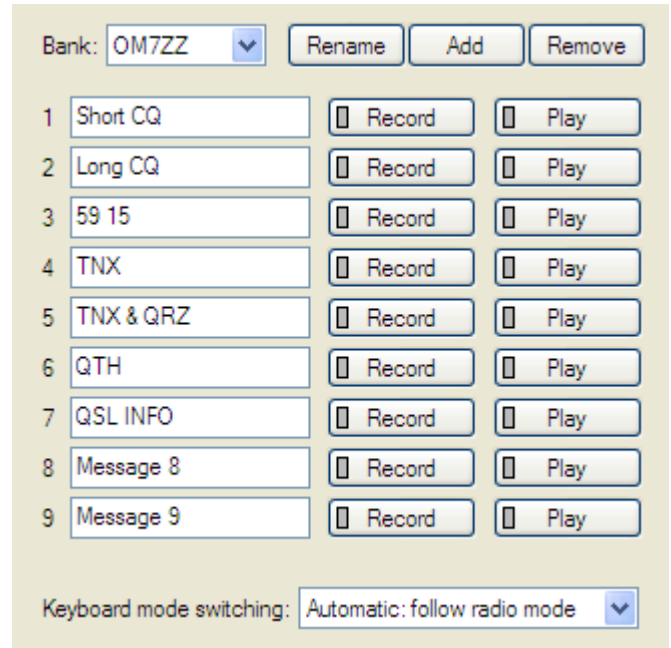 Bank: OM7ZZ Rename Add Remove
1 Short CQ Record Play
2 Long CQ Record Play
3 59 15 Record Play
4 TNX Record Play
5 TNX & QRZ Record Play
6 QTH Record Play
7 QSL INFO Record Play
8 Message 8 Record Play
9 Message 9 Record Play
Keyboard mode switching: Automatic: follow radio mode